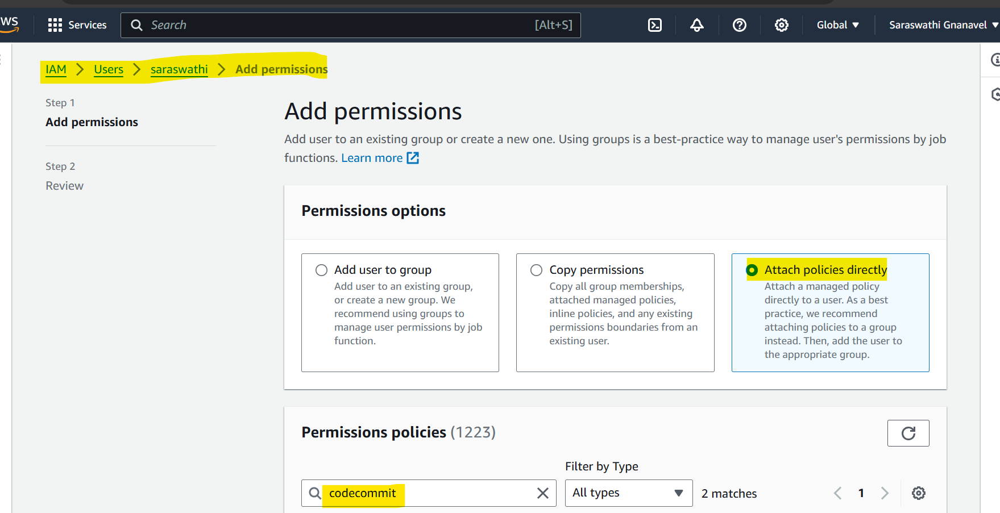 ws
Services
Search
[Alt+S]
Global
Saraswathi Gnanavel
IAM > Users > saraswathi > Add permissions
Step 1
Add permissions
Step 2
Review
Add permissions
Add user to an existing group or create a new one. Using groups is a best-practice way to manage user's permissions by job
functions. Learn more
Permissions options
Add user to group
Add user to an existing group,
or create a new group. We
recommend using groups to
manage user permissions by job
function.
Copy permissions
Copy all group memberships,
attached managed policies,
inline policies, and any existing
permissions boundaries from an
existing user.
Attach policies directly
Attach a managed policy
directly to a user. As a best
practice, we recommend
attaching policies to a group
instead. Then, add the user to
the appropriate group.
Permissions policies (1223)
Filter by Type
codecommit
All types
2 matches
1